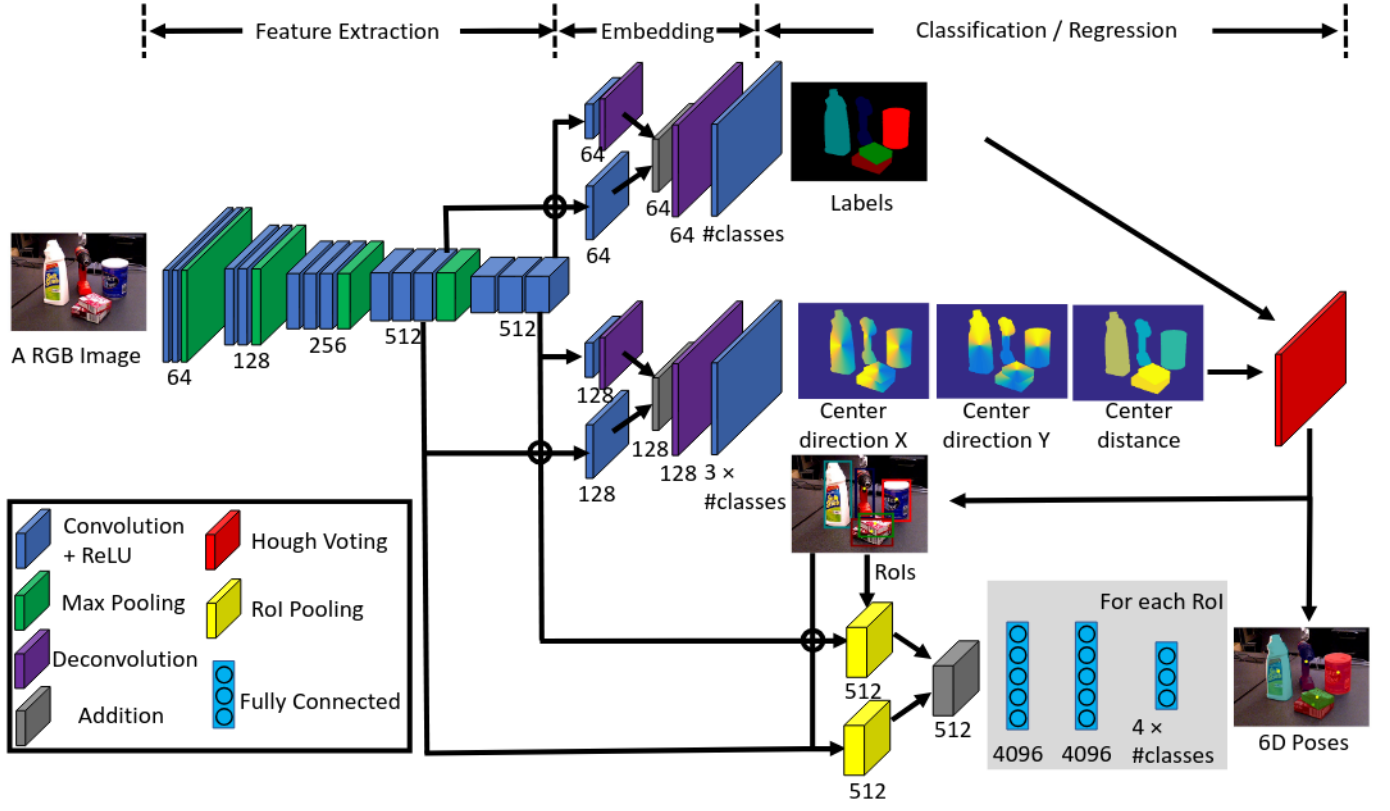 Feature Extraction
Embedding
Classification / Regression
64
64
64
64
#classes
Labels
A RGB Image
64
128
256
512
512
128
128
128
128
3 ×
#classes
Center
direction X
Center
direction Y
Center
distance
RoIs
512
512
512
For each RoI
4096
4096
4 ×
#classes
6D Poses
Convolution
+ ReLU
Hough Voting
Max Pooling
RoI Pooling
Deconvolution
Fully Connected
Addition